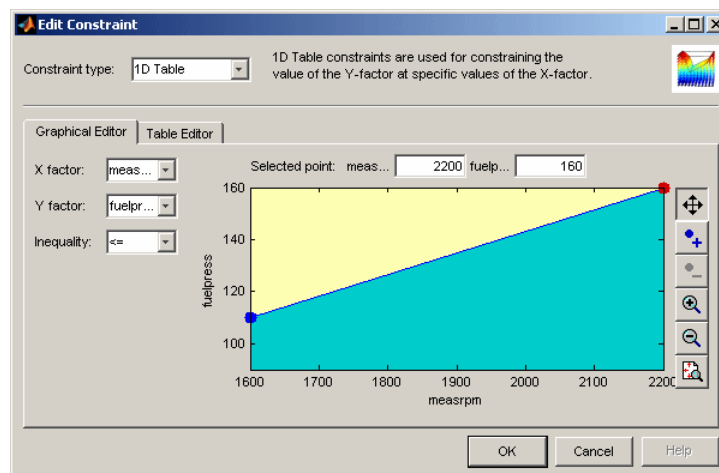 Edit Constraint
Constraint type: 1D Table
1D Table constraints are used for constraining the
value of the Y-factor at specific values of the X-factor.
Graphical Editor Table Editor
X factor: meas...
Y factor: fuelpr...
Inequality: <=
Selected point: meas... 2200 fuelp... 160
160
140
120
100
fuelpress
1600 1700 1800 1900 2000 2100 2200
measrpm
OK Cancel Help